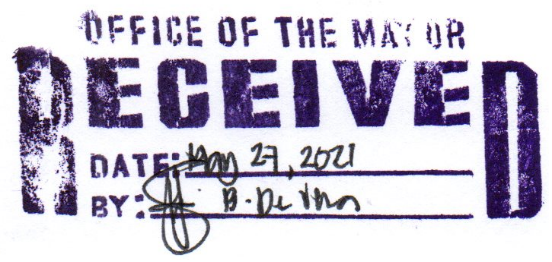 OFFICE OF THE MAYOR
RECEIVED
DATE: May 27, 2021
BY: B.